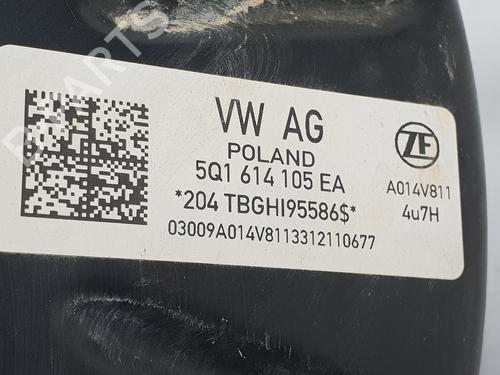 VW AG
POLAND
5Q1 614 105 EA
*204 TBGHI95586$*
03009A014V8113312110677
ZF
A014V811
4u7H